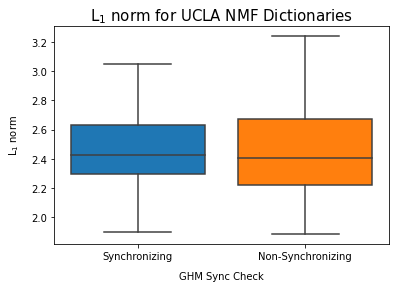 L₁ norm for UCLA NMF Dictionaries
L₁ norm
3.2
3.0
2.8
2.6
2.4
2.2
2.0
Synchronizing
Non-Synchronizing
GHM Sync Check